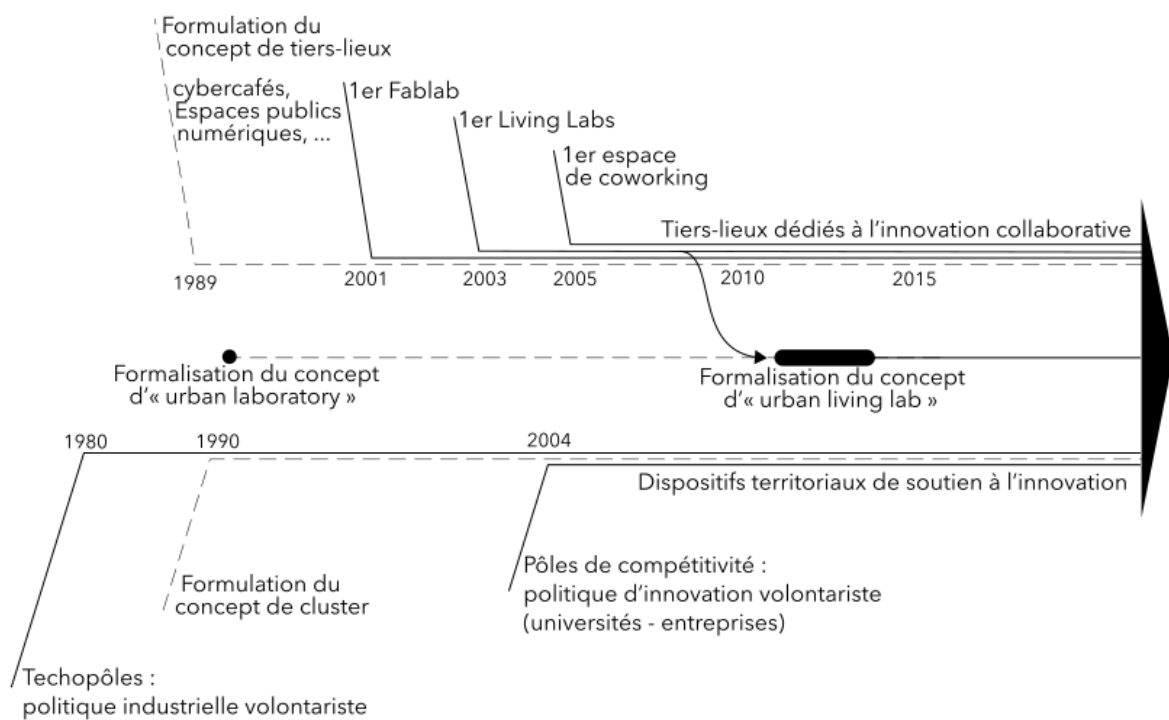 Formulation du
concept de tiers-lieux
cybercafés,
Espaces publics
numériques, ...
1er Fablab
1er Living Labs
1er espace
de coworking
Tiers-lieux dédiés à l'innovation collaborative
1989
2001
2003
2005
2010
2015
Formalisation du concept
d'« urban laboratory »
Formalisation du concept
d'« urban living lab »
1980
1990
2004
Dispositifs territoriaux de soutien à l'innovation
Formulation du
concept de cluster
Pôles de compétitivité :
politique d'innovation volontariste
(universités - entreprises)
Techopôles :
politique industrielle volontariste